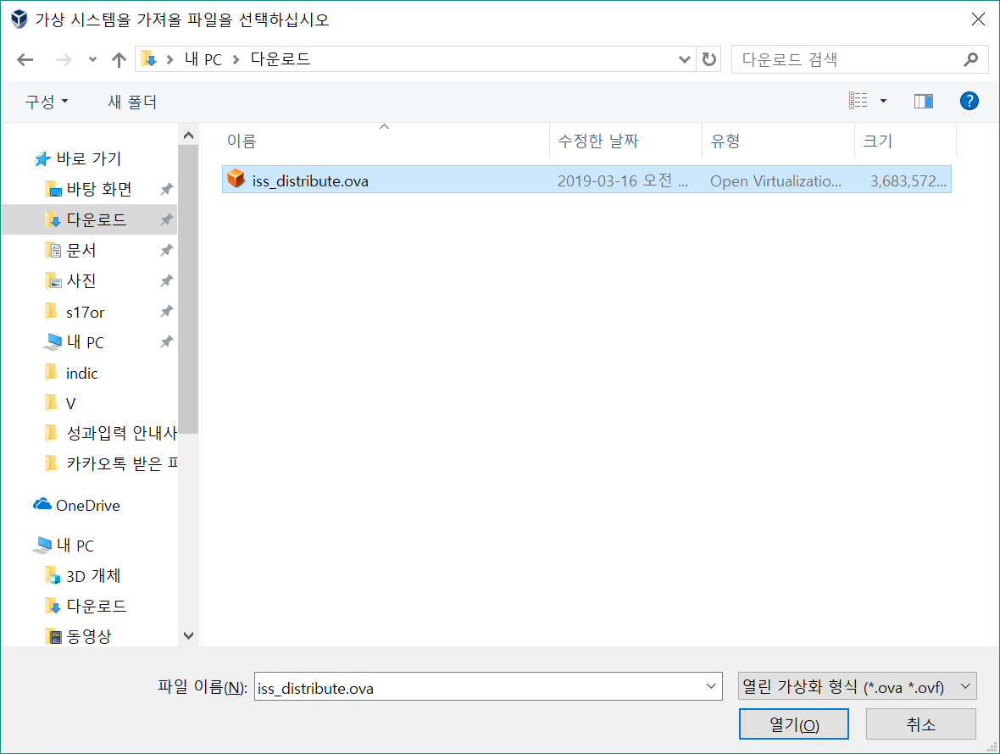 가상 시스템을 가져올 파일을 선택하십시오
내 PC
다운로드
다운로드 검색
구성
새 폴더
?
이름
수정한 날짜
유형
크기
iss_distribute.ova
2019-03-16 오전 ...
Open Virtualizatio...
3,683,572...
바로 가기
바탕 화면
다운로드
문서
사진
s17or
내 PC
indic
V
성과입력 안내사
카카오톡 받은 파
OneDrive
내 PC
3D 개체
다운로드
동영상
파일 이름(N):
iss_distribute.ova
열린 가상화 형식 (*.ova *.ovf)
열기(O)
취소